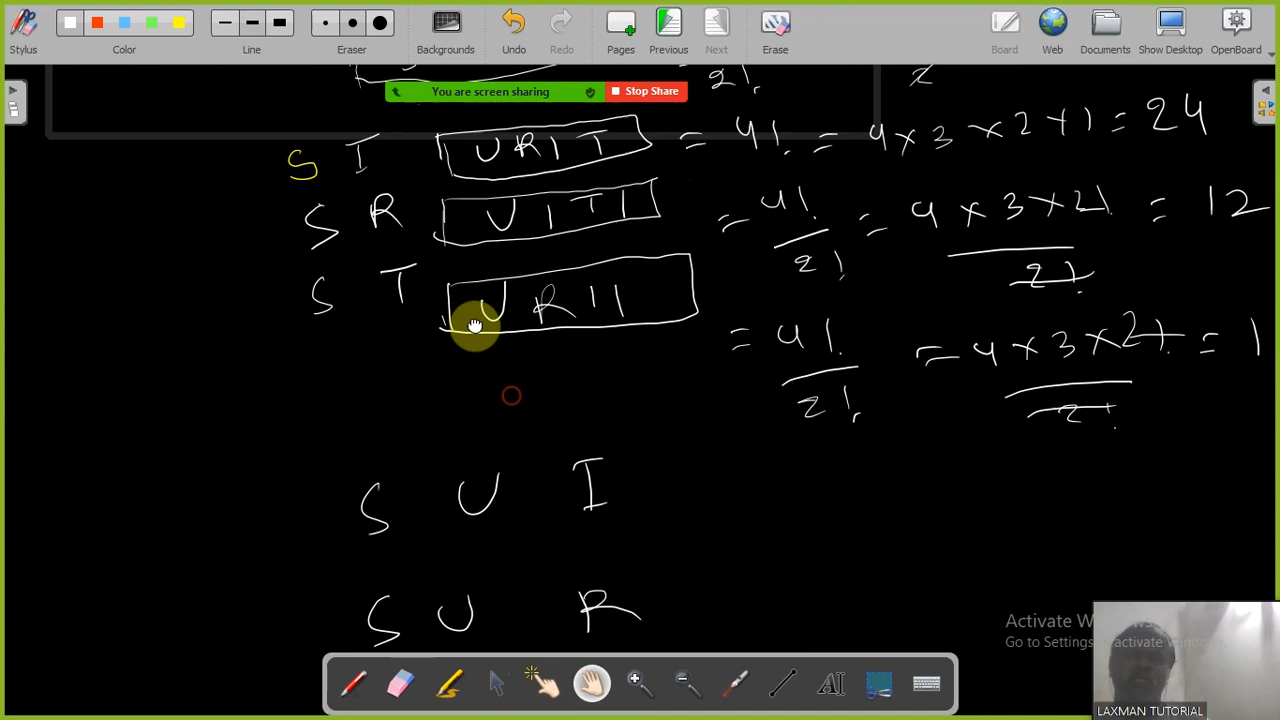 Stylus Color Line Eraser Backgrounds Undo Redo Pages Previous Next Erase Board Web Documents Show Desktop OpenBoard
2!
You are screen sharing Stop Share
S I URIT = 4! = 4 x 3 x 2 x 1 = 24
S R UITI = 4!/2! = 4 x 3 x 2!/2! = 12
S T URII = 4!/2! = 4 x 3 x 2!/2! = 1
S U I
S U R
Go to Settings
LAXMAN TUTORIAL